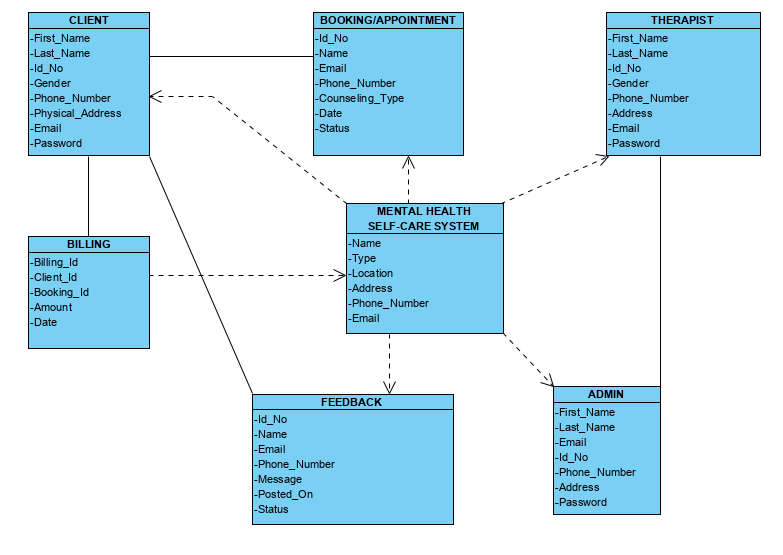 CLIENT
-First_Name
-Last_Name
-Id_No
-Gender
-Phone_Number
-Physical_Address
-Email
-Password
BOOKING/APPOINTMENT
-Id_No
-Name
-Email
-Phone_Number
-Counseling_Type
-Date
-Status
THERAPIST
-First_Name
-Last_Name
-Id_No
-Gender
-Phone_Number
-Address
-Email
-Password
MENTAL HEALTH
SELF-CARE SYSTEM
-Name
-Type
-Location
-Address
-Phone_Number
-Email
BILLING
-Billing_Id
-Client_Id
-Booking_Id
-Amount
-Date
FEEDBACK
-Id_No
-Name
-Email
-Phone_Number
-Message
-Posted_On
-Status
ADMIN
-First_Name
-Last_Name
-Email
-Id_No
-Phone_Number
-Address
-Password